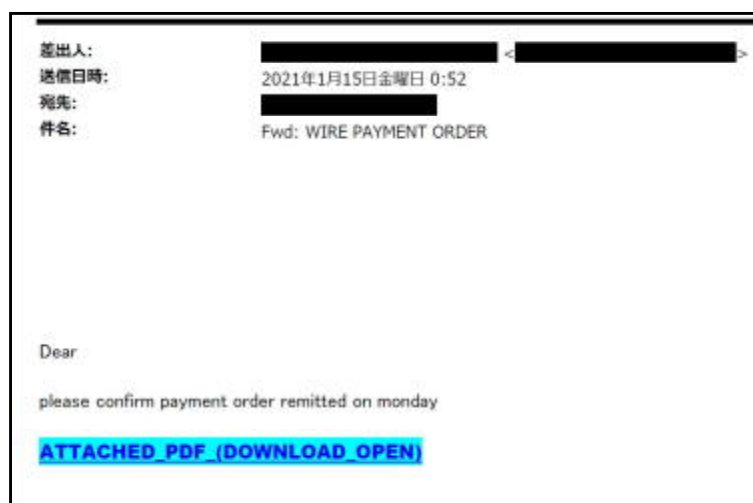 差出人: < >
送信日時: 2021年1月15日金曜日 0:52
宛先:
件名: Fwd: WIRE PAYMENT ORDER
Dear
please confirm payment order remitted on monday
ATTACHED_PDF_(DOWNLOAD_OPEN)